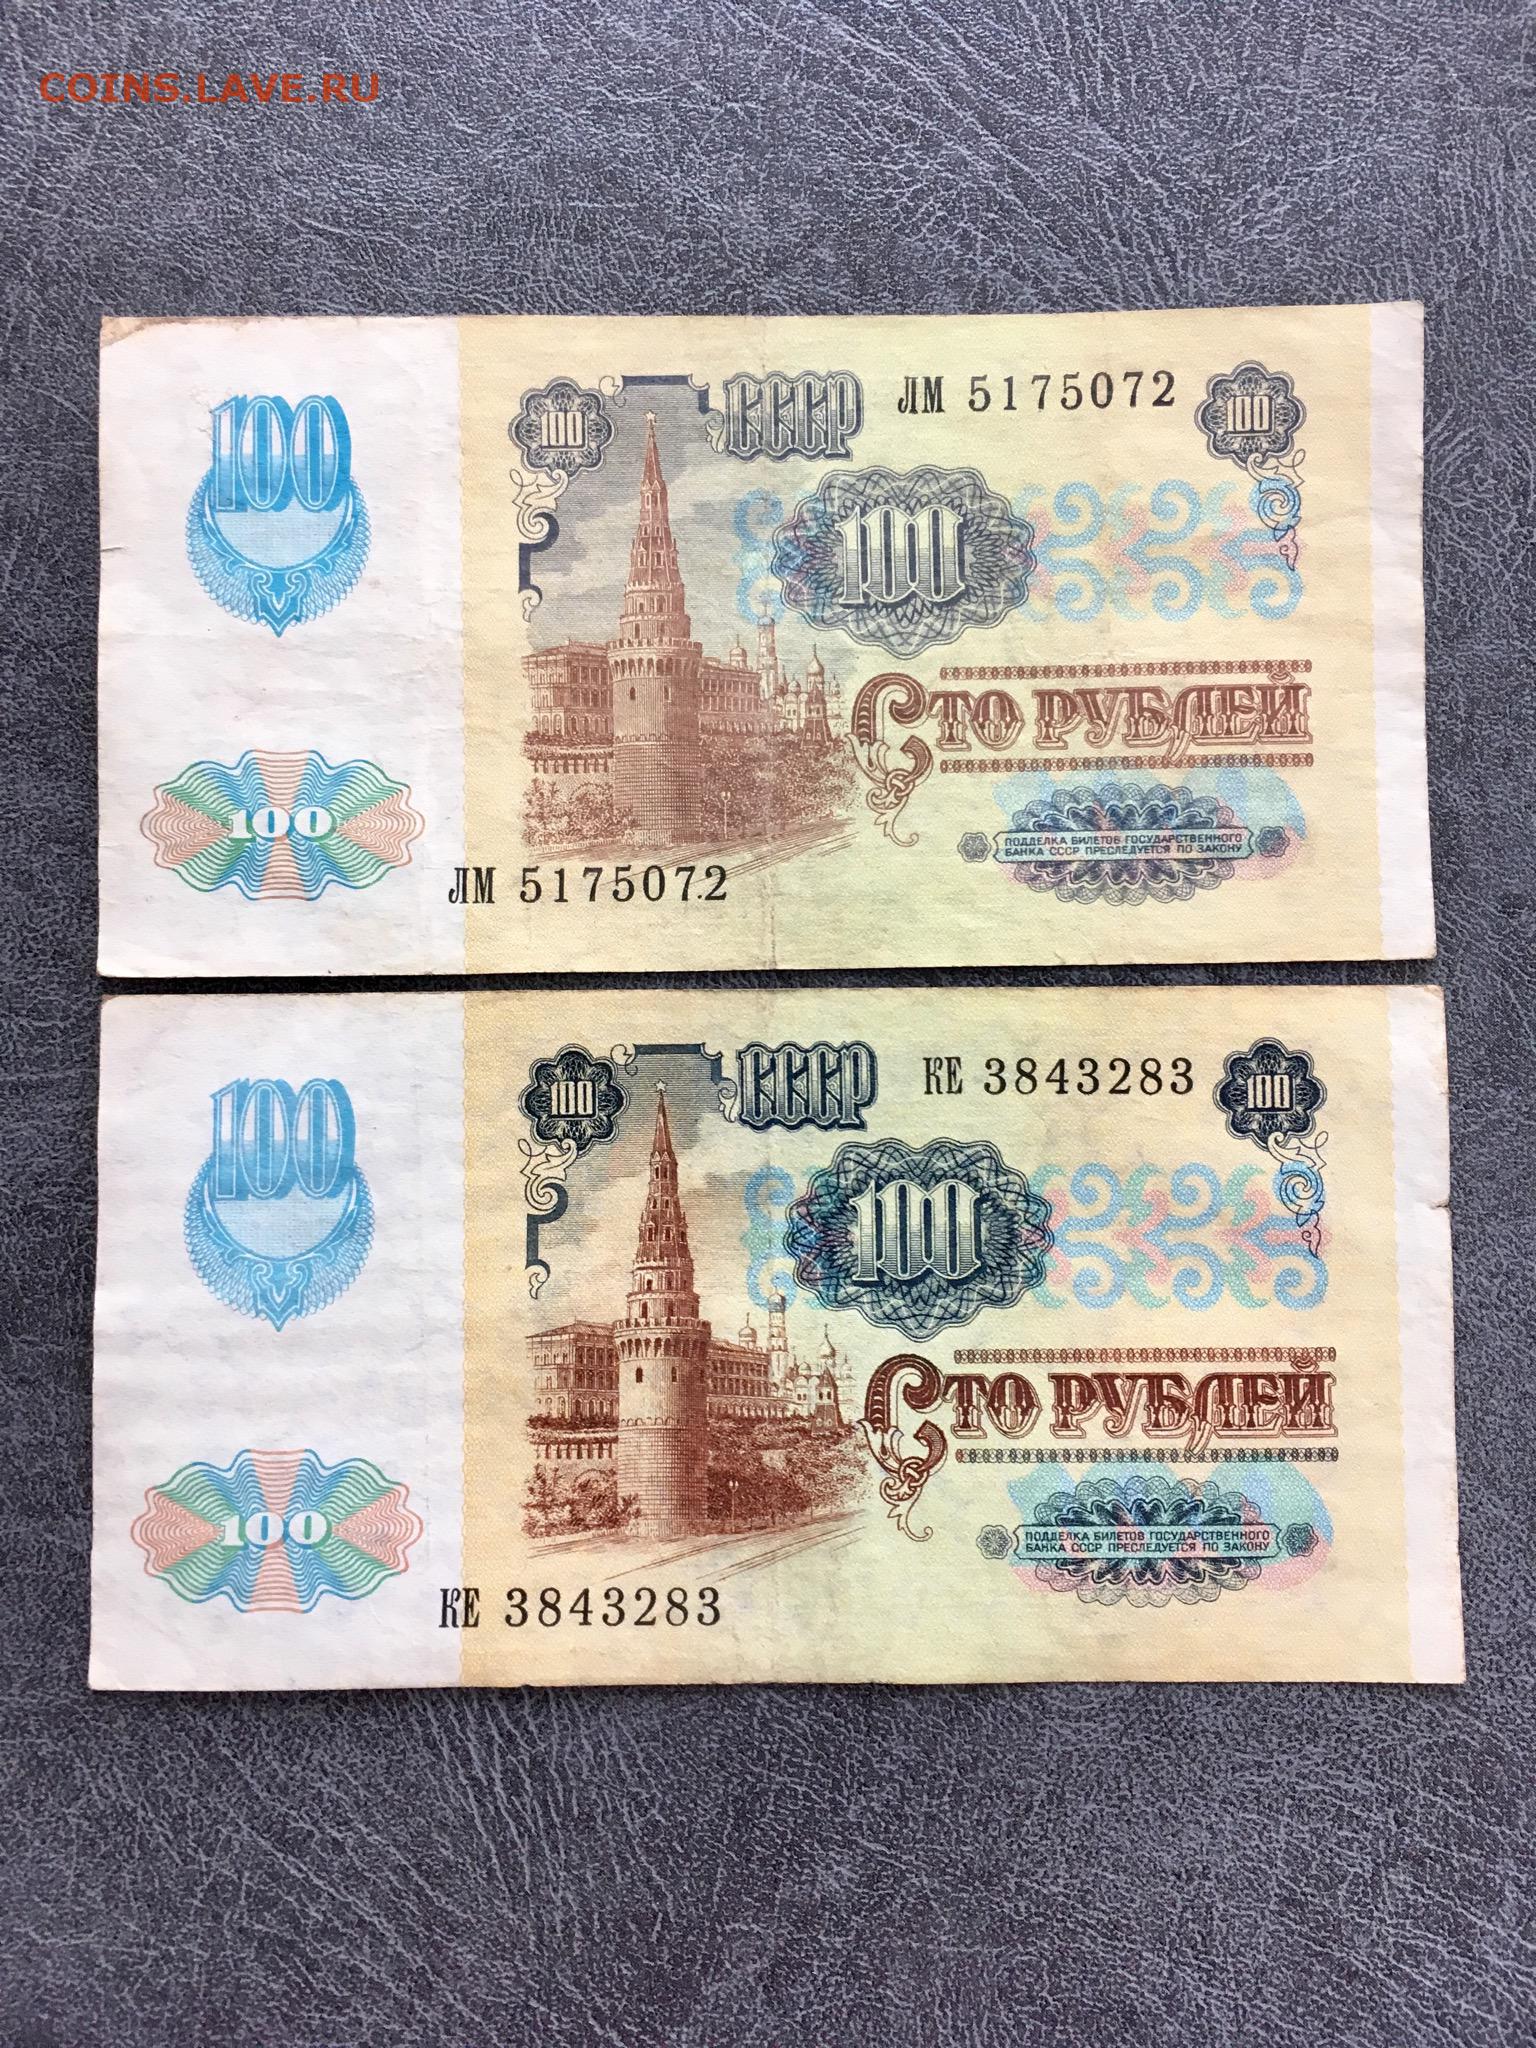 COINS.LAVE.RU
100
100
СССР
ЛМ 5175072
100
100
СТО РУБЛЕЙ
100
ПОДДЕЛКА БИЛЕТОВ ГОСУДАРСТВЕННОГО
БАНКА СССР ПРЕСЛЕДУЕТСЯ ПО ЗАКОНУ
ЛМ 5175072
100
100
СССР
КЕ 3843283
100
100
СТО РУБЛЕЙ
100
ПОДДЕЛКА БИЛЕТОВ ГОСУДАРСТВЕННОГО
БАНКА СССР ПРЕСЛЕДУЕТСЯ ПО ЗАКОНУ
КЕ 3843283